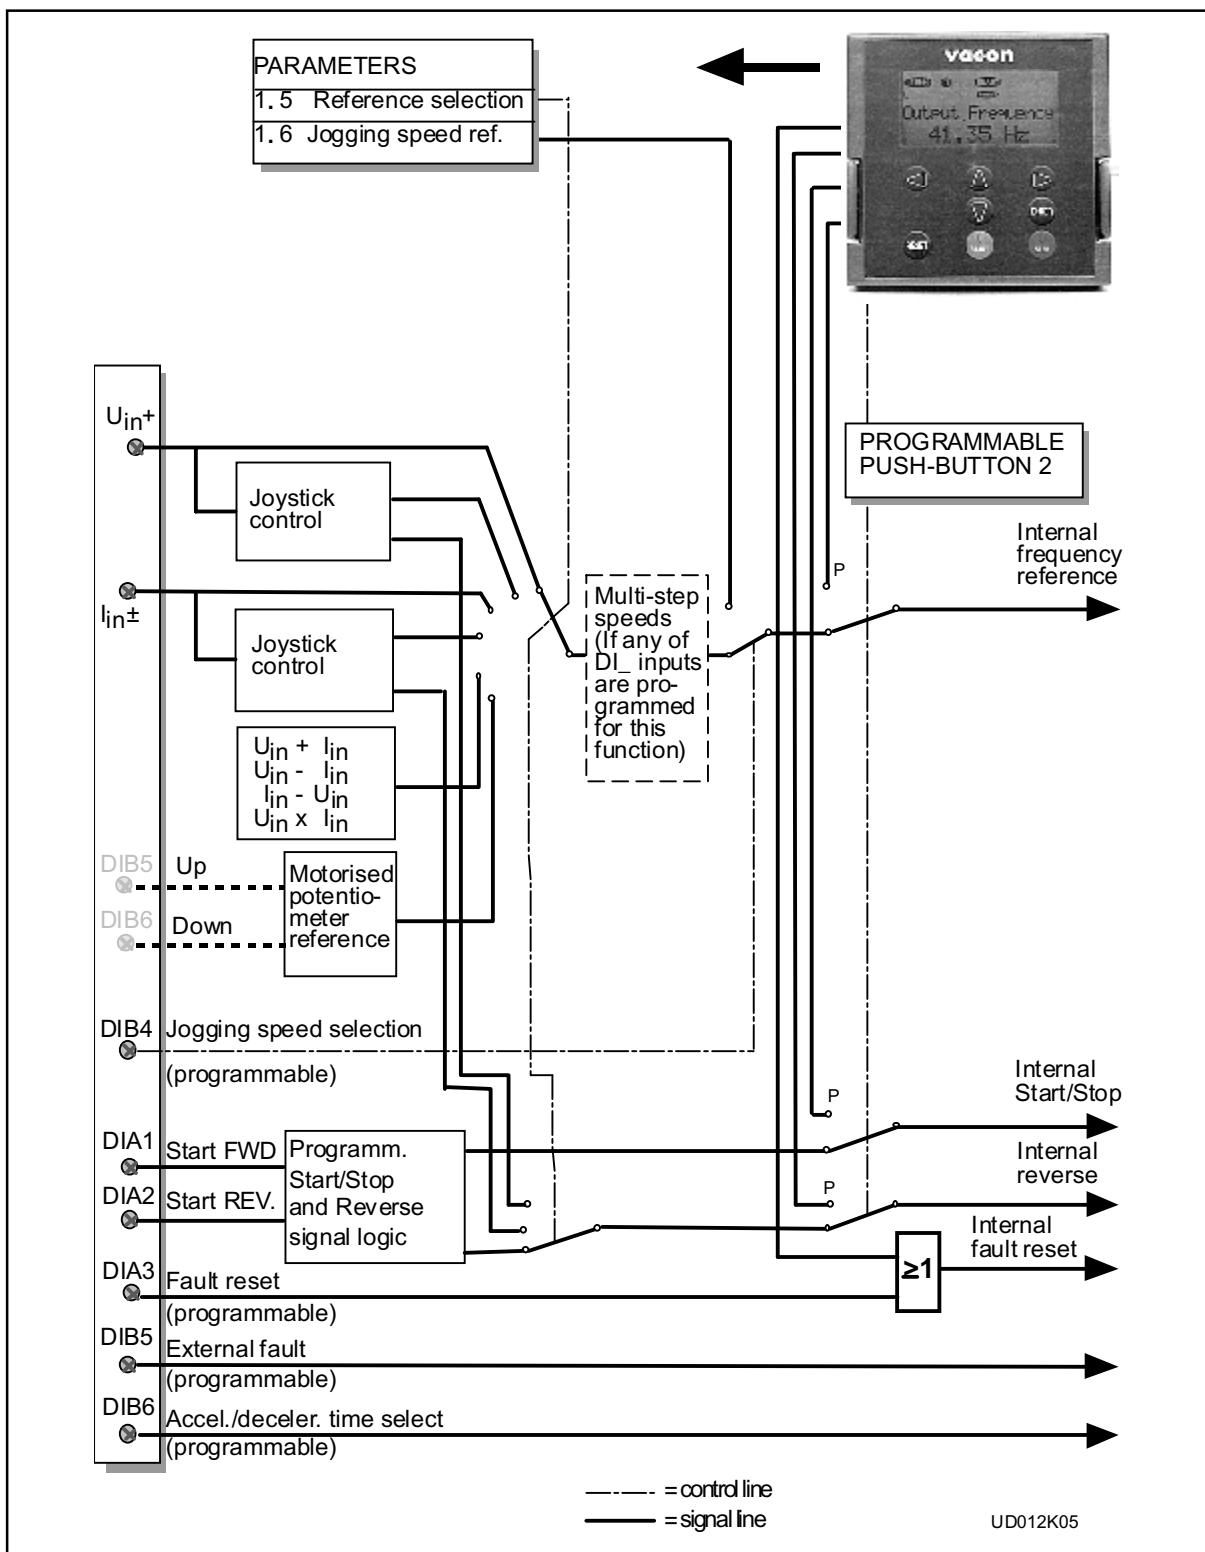 vacon
PARAMETERS
1. 5 Reference selection
1. 6 Jogging speed ref.
Output Frequency
41.35 Hz
Uin+
PROGRAMMABLE
PUSH-BUTTON 2
Joystick
control
Internal
frequency
reference
P
Iin±
Multi-step
speeds
(If any of
DI_ inputs
are pro-
grammed
for this
function)
Joystick
control
Uin + Iin
Uin - Iin
Iin - Uin
Uin x Iin
DIB5 Up
Motorised
potentio-
meter
reference
DIB6 Down
DIB4 Jogging speed selection
(programmable)
P
Internal
Start/Stop
DIA1 Start FWD
Programm.
Start/Stop
and Reverse
signal logic
Internal
reverse
DIA2 Start REV.
P
Internal
fault reset
≥1
DIA3 Fault reset
(programmable)
DIB5 External fault
(programmable)
DIB6 Accel./deceler. time select
(programmable)
= control line
= signal line
UD012K05